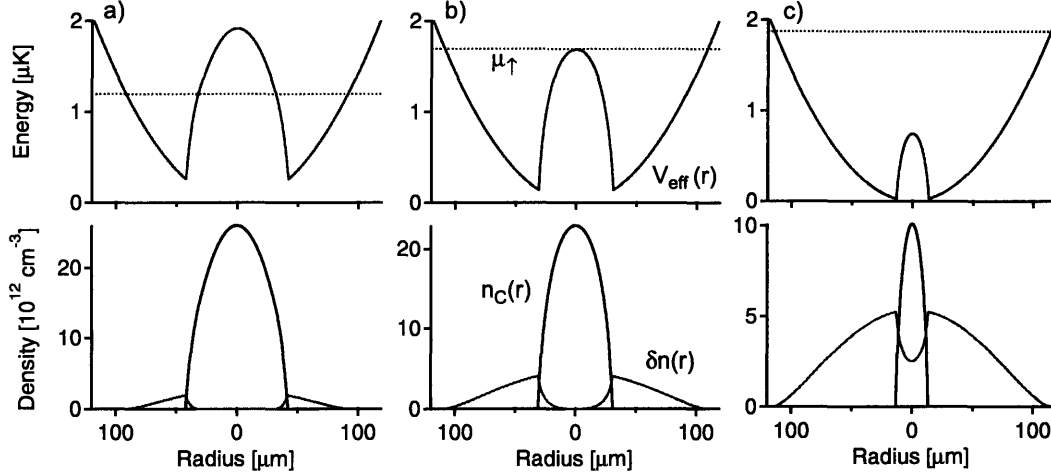 a)
b)
c)
Energy [μK]
2
1
0
2
1
0
2
1
0
μ↑
V_eff (r)
Density [10^12 cm^-3]
20
10
0
20
10
0
10
5
0
n_C(r)
δn(r)
100
0
100
100
0
100
100
0
100
Radius [μm]
Radius [μm]
Radius [μm]